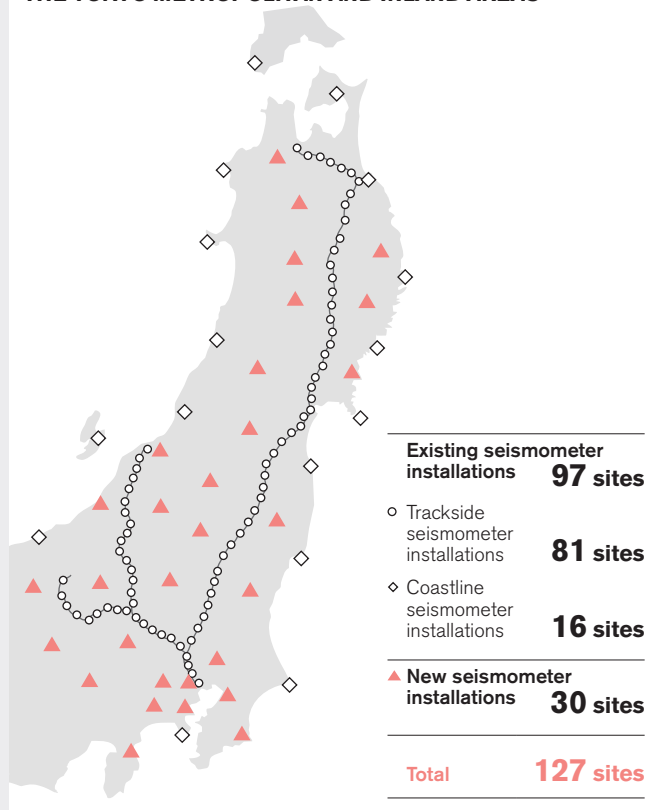 Existing seismometer
installations 97 sites
Trackside
seismometer
installations 81 sites
Coastline
seismometer
installations 16 sites
New seismometer
installations 30 sites
Total 127 sites